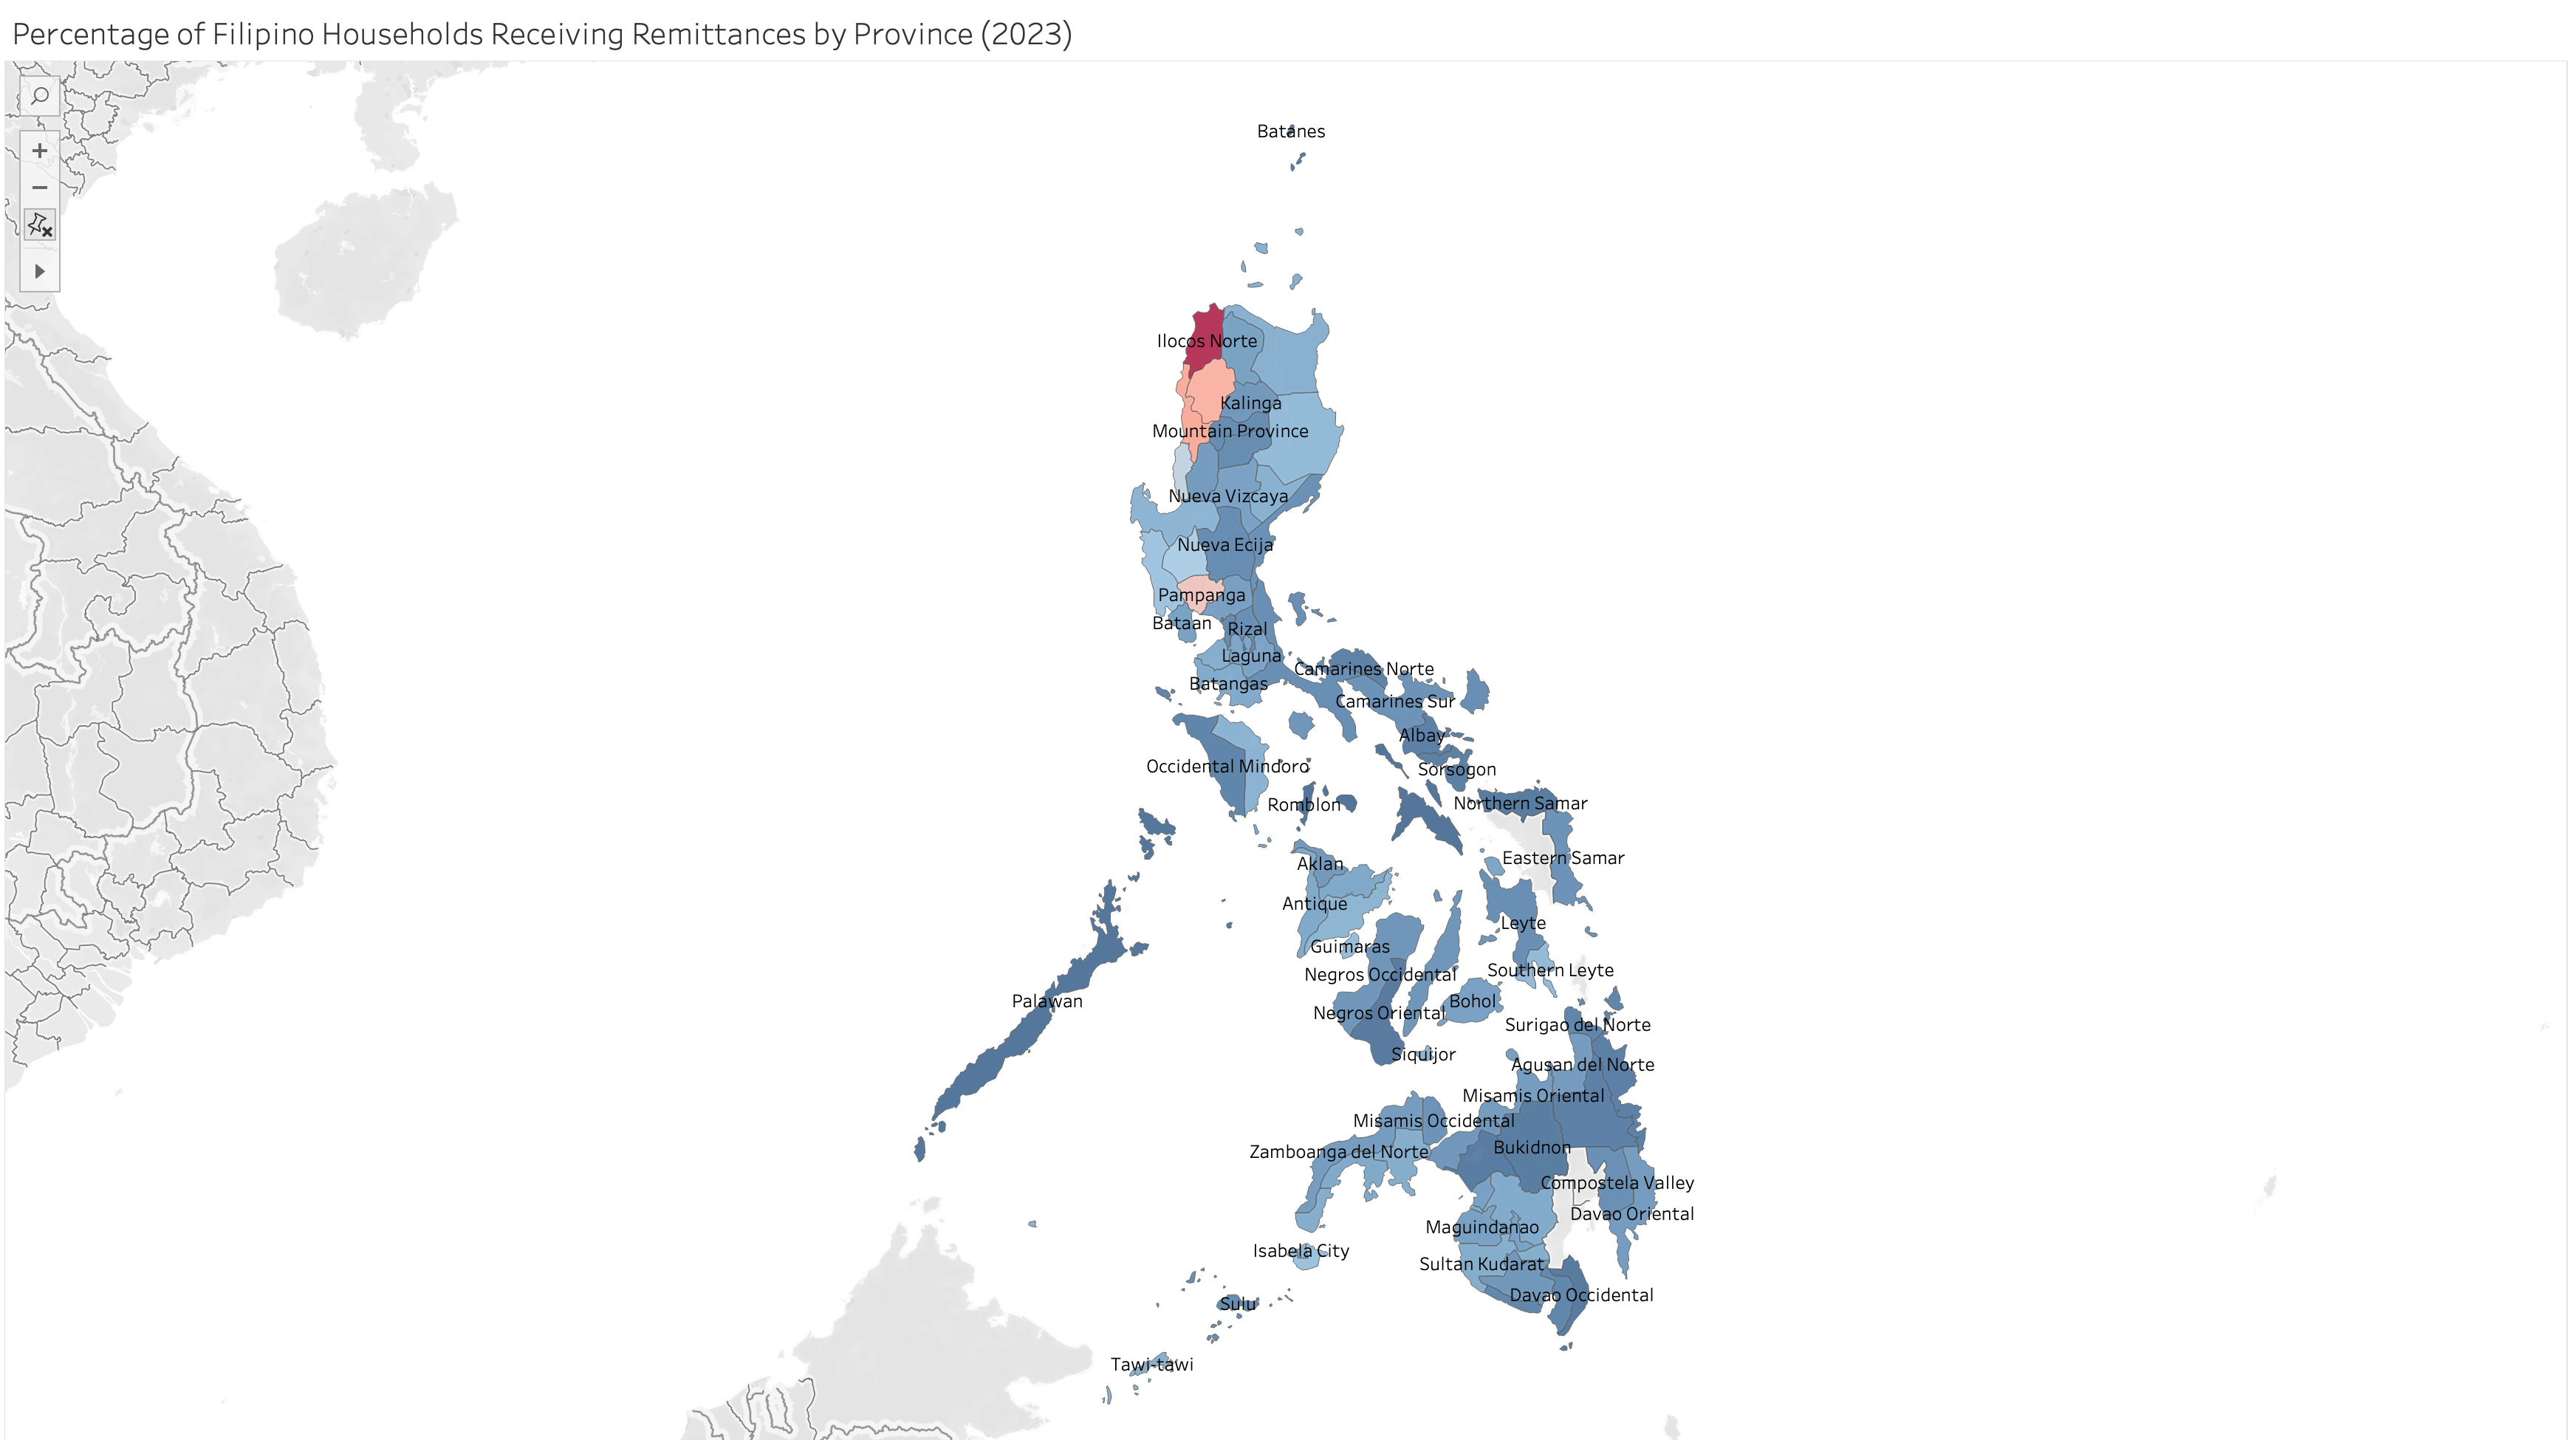 Percentage of Filipino Households Receiving Remittances by Province (2023)
Batanes
Ilocos Norte
Kalinga
Mountain Province
Nueva Vizcaya
Nueva Ecija
Pampanga
Bataan
Rizal
Laguna
Camarines Norte
Batangas
Camarines Sur
Albay
Occidental Mindoro
Sorsogon
Romblon
Northern Samar
Eastern Samar
Aklan
Antique
Leyte
Guimaras
Southern Leyte
Negros Occidental
Palawan
Bohol
Negros Oriental
Surigao del Norte
Siquijor
Agusan del Norte
Misamis Oriental
Misamis Occidental
Bukidnon
Zamboanga del Norte
Compostela Valley
Davao Oriental
Maguindanao
Isabela City
Sultan Kudarat
Davao Occidental
Sulu
Tawi-tawi